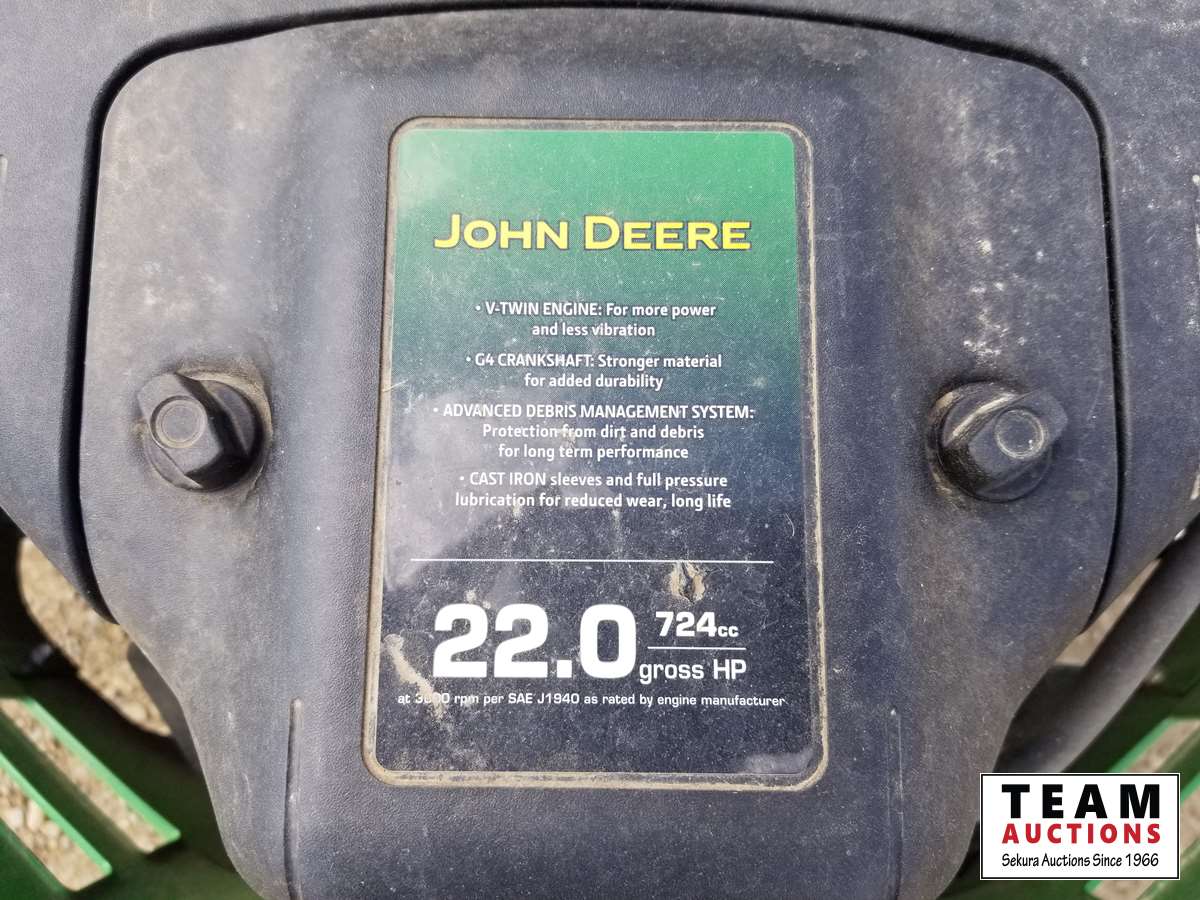 JOHN DEERE
• V-TWIN ENGINE: For more power
and less vibration
• G4 CRANKSHAFT: Stronger material
for added durability
• ADVANCED DEBRIS MANAGEMENT SYSTEM:
Protection from dirt and debris
for long term performance
• CAST IRON sleeves and full pressure
lubrication for reduced wear, long life
22.0 724cc
gross HP
at rpm per SAE J1940 as rated by engine manufacturer
TEAM
AUCTIONS
Sekura Auctions Since 1966